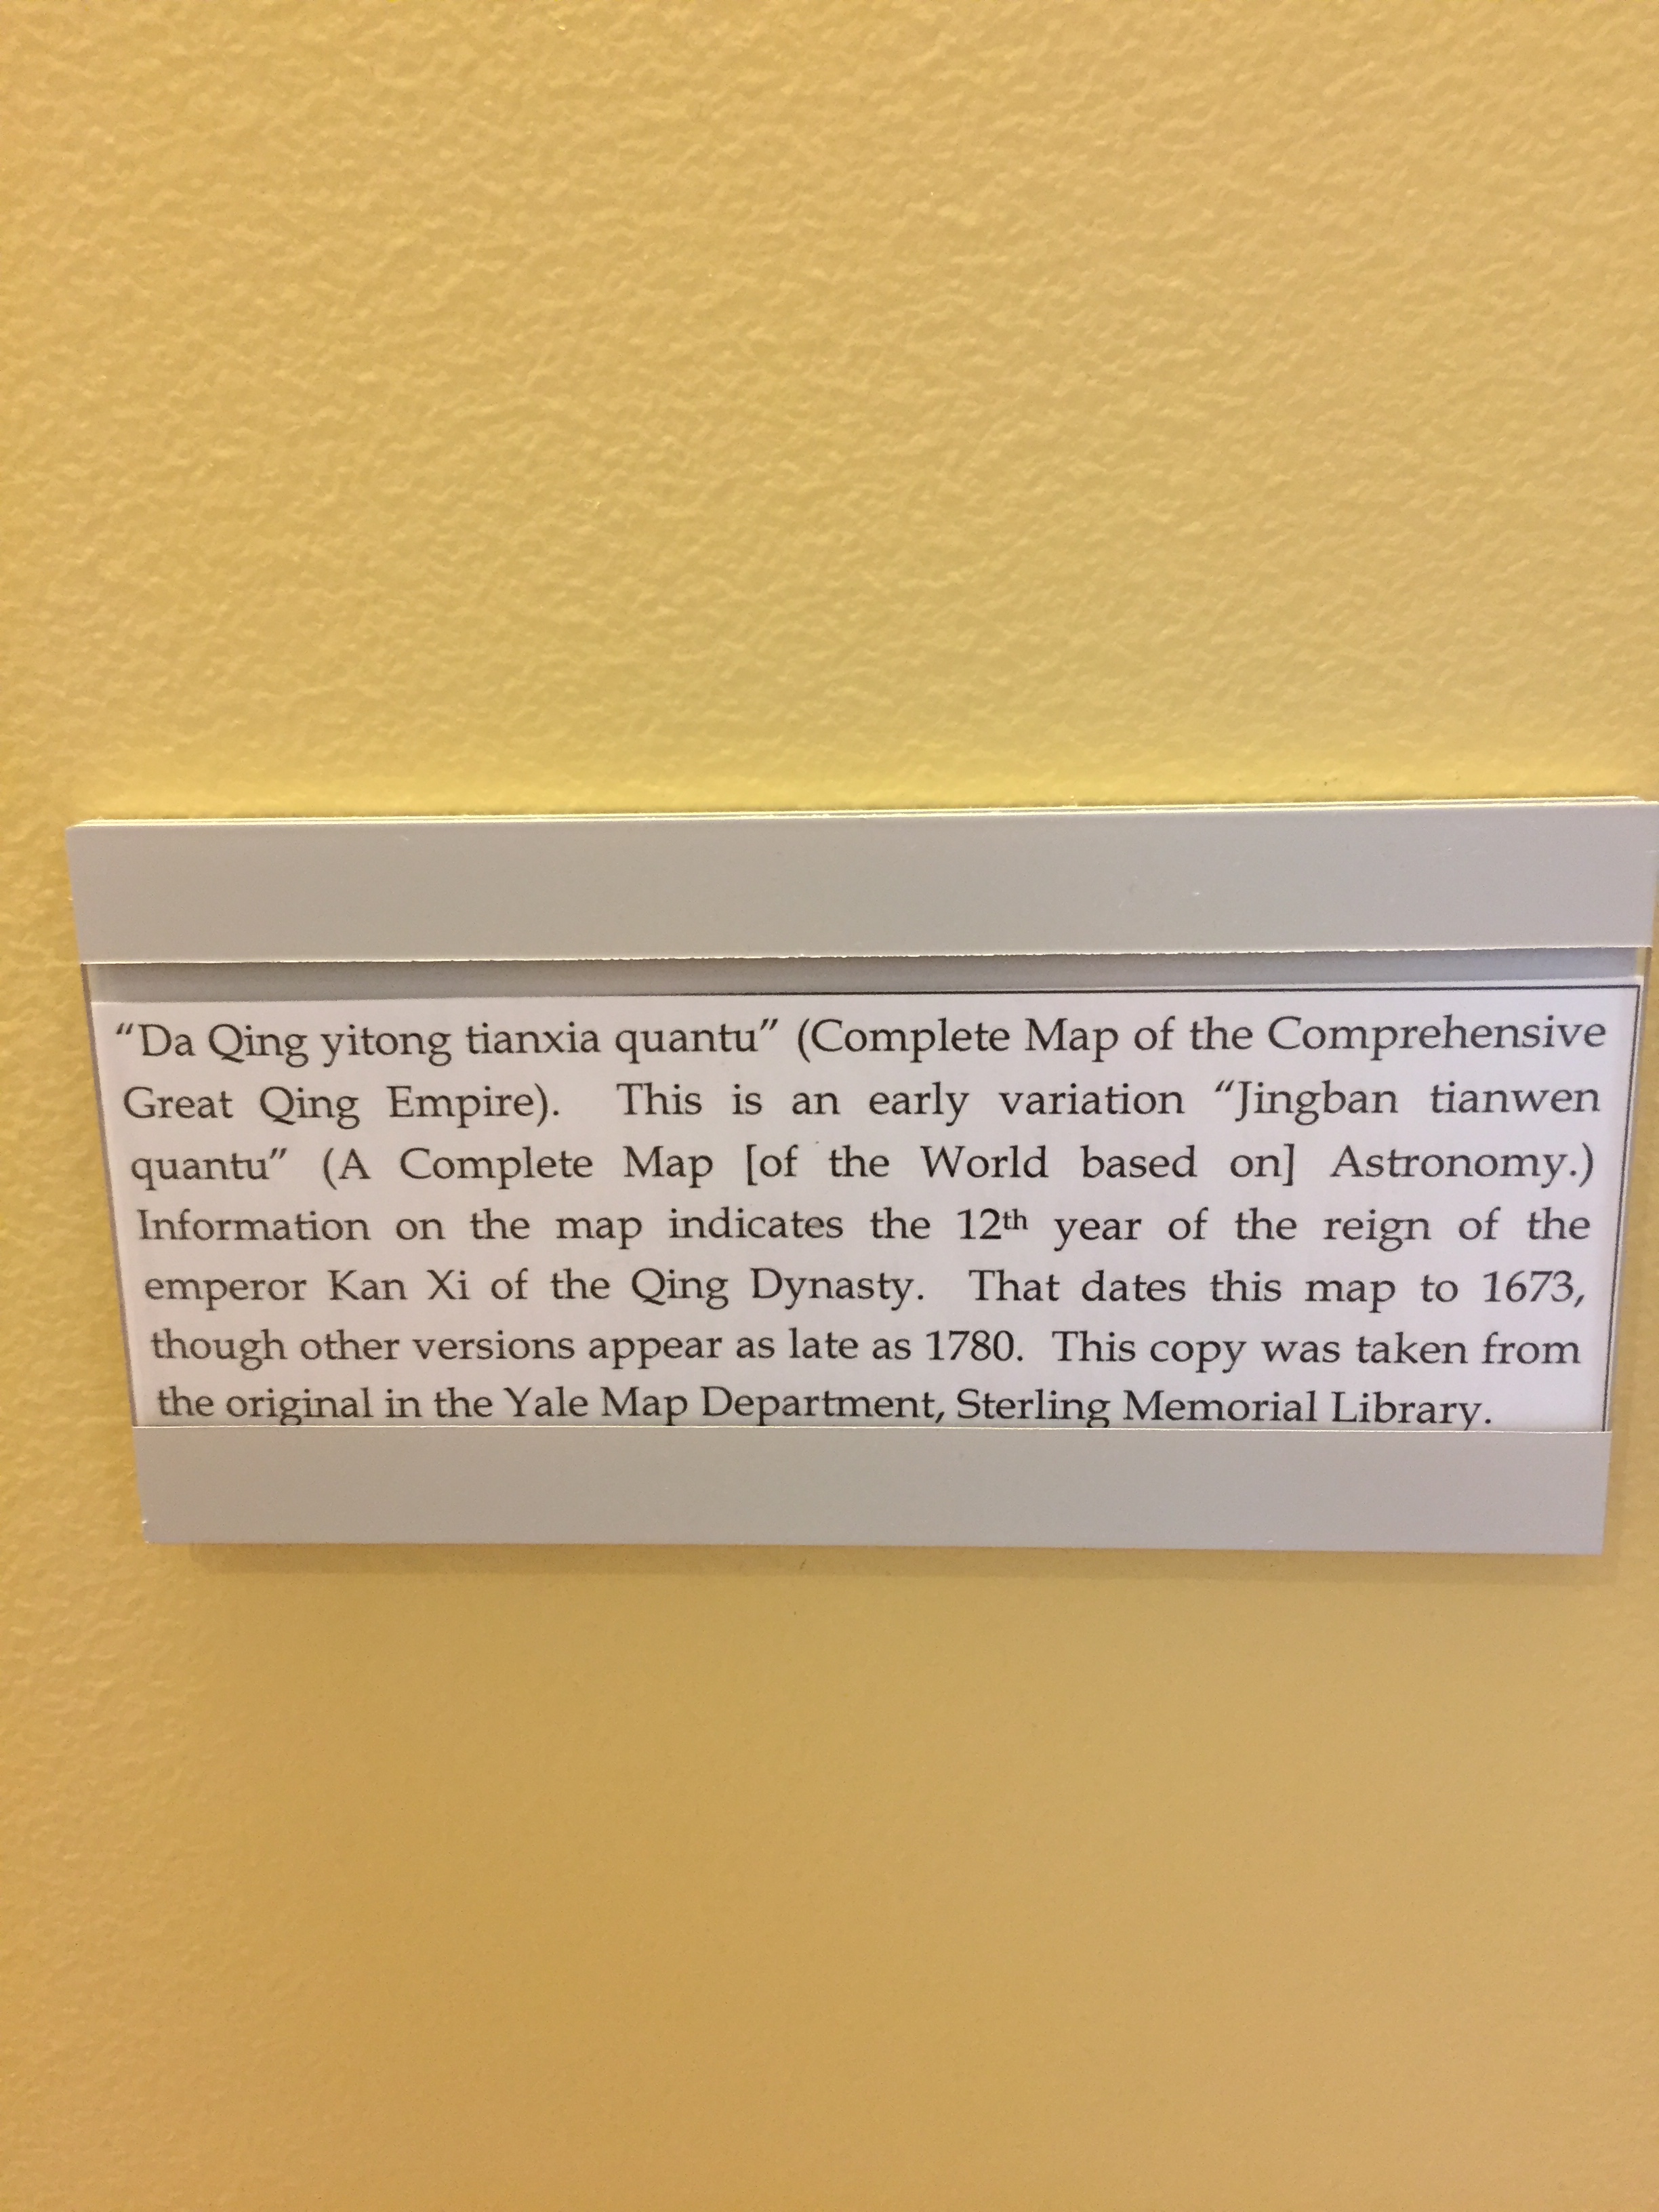 “Da Qing yitong tianxia quantu” (Complete Map of the Comprehensive
Great Qing Empire). This is an early variation “Jingban tianwen
quantu” (A Complete Map [of the World based on] Astronomy.)
Information on the map indicates the 12th year of the reign of the
emperor Kan Xi of the Qing Dynasty. That dates this map to 1673,
though other versions appear as late as 1780. This copy was taken from
the original in the Yale Map Department, Sterling Memorial Library.